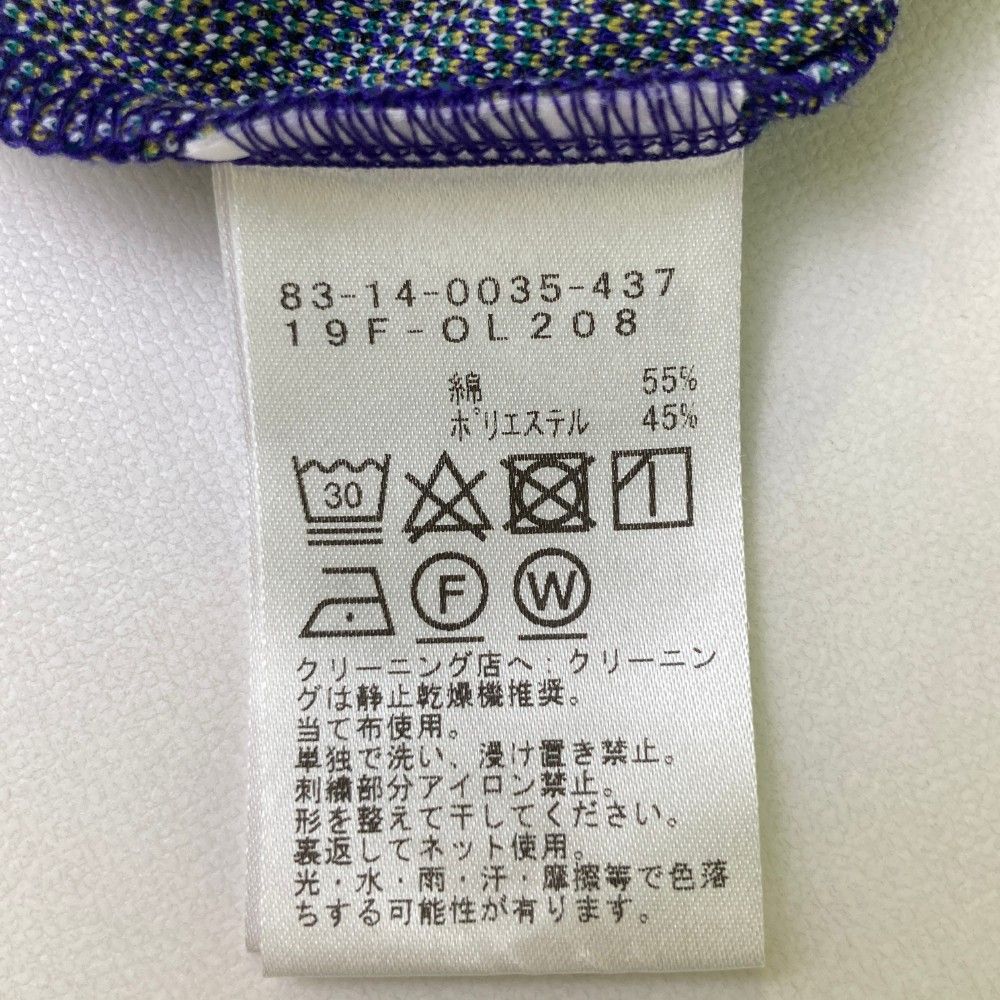 83-14-0035-437
19F-OL208
綿 55%
ポリエステル 45%
30
F W
クリーニング店へ:クリーニン
グは静止乾燥機推奨。
当て布使用。
単独で洗い、浸け置き禁止。
刺繍部分アイロン禁止。
形を整えて干してください。
裏返してネット使用。
光・水・雨・汗・摩擦等で色落
ちする可能性が有ります。